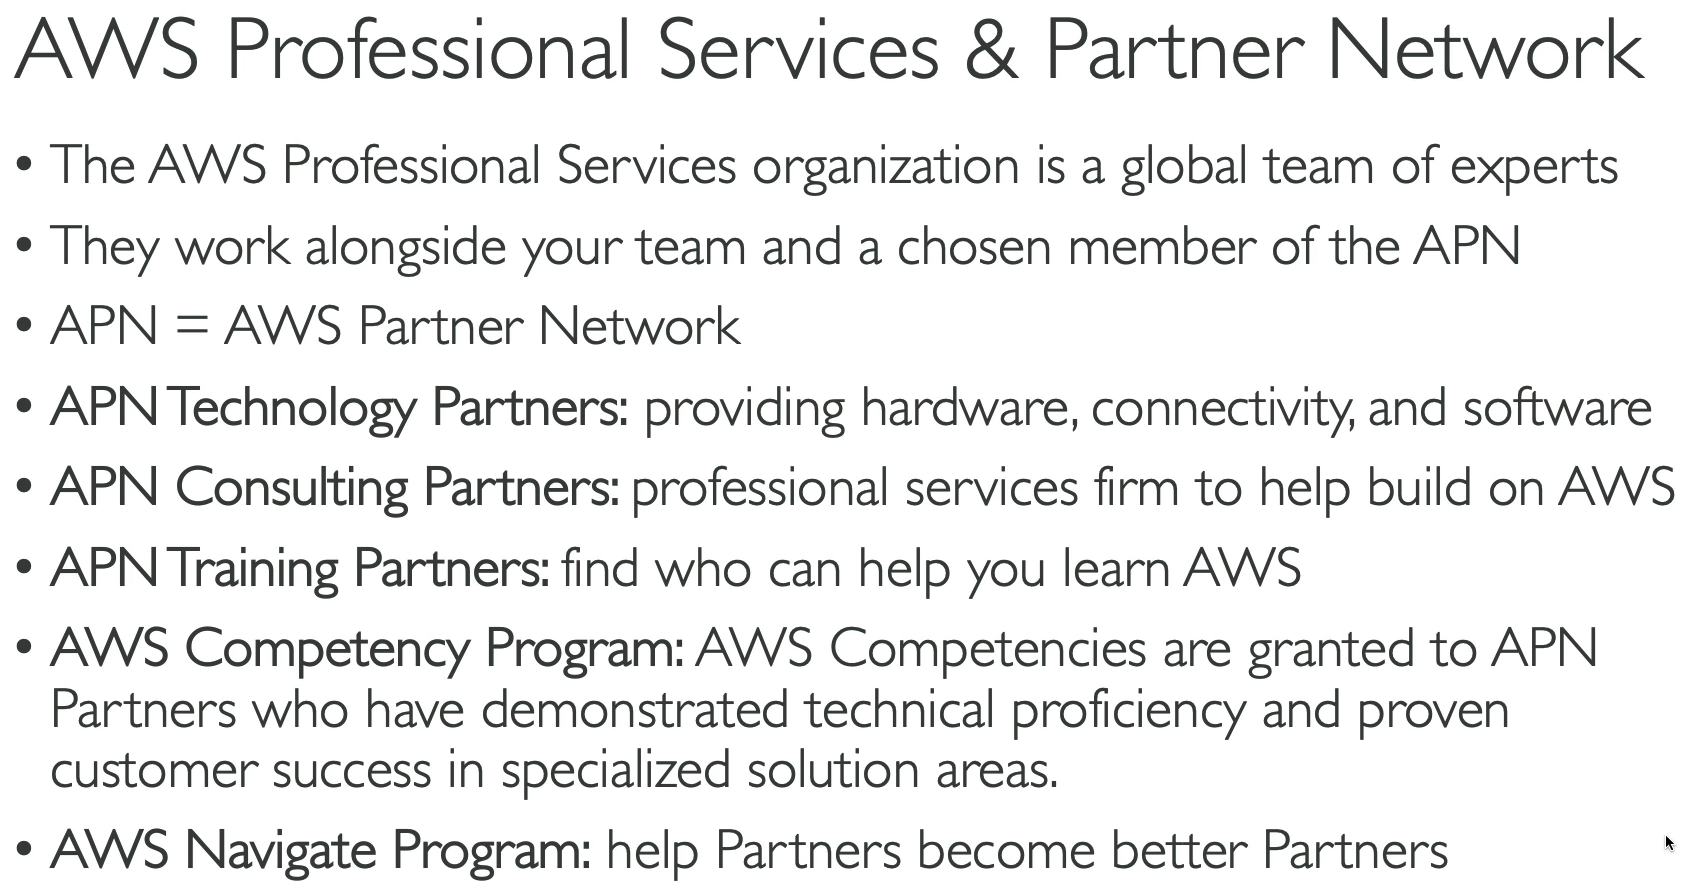 AWS Professional Services & Partner Network
• The AWS Professional Services organization is a global team of experts
• They work alongside your team and a chosen member of the APN
• APN = AWS Partner Network
• APN Technology Partners: providing hardware, connectivity, and software
• APN Consulting Partners: professional services firm to help build on AWS
• APN Training Partners: find who can help you learn AWS
• AWS Competency Program: AWS Competencies are granted to APN
Partners who have demonstrated technical proficiency and proven
customer success in specialized solution areas.
• AWS Navigate Program: help Partners become better Partners